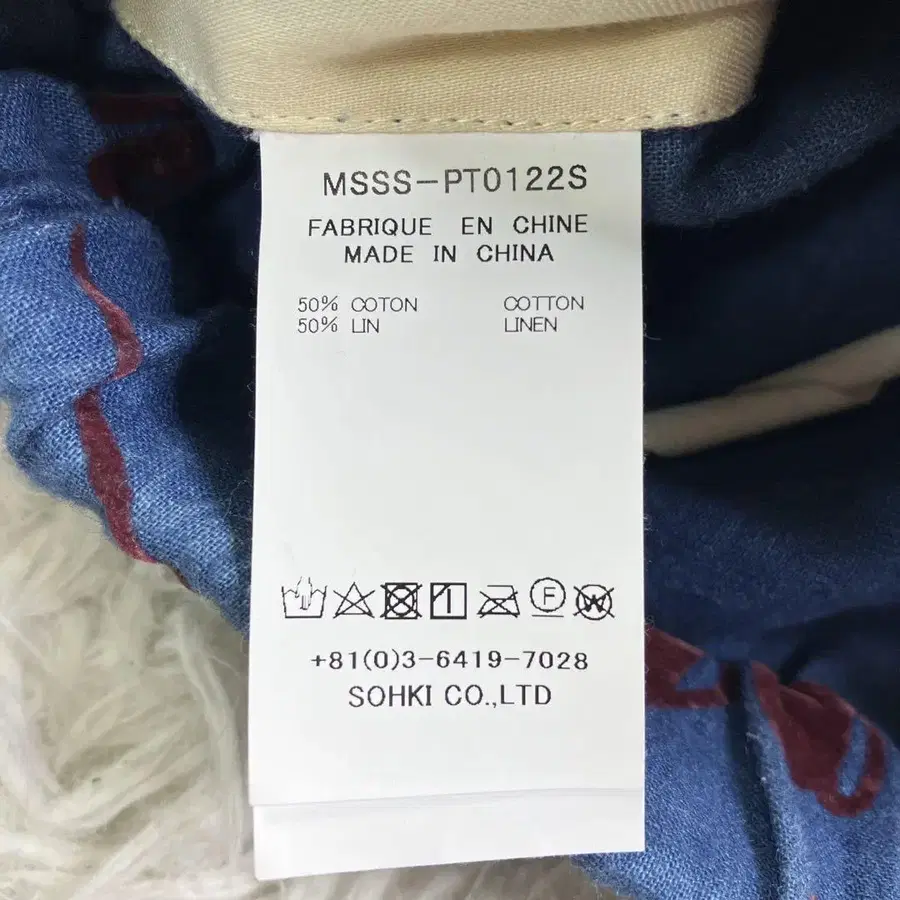 MSSS-PT0122S
FABRIQUE EN CHINE
MADE IN CHINA
50% COTON COTTON
50% LIN LINEN
F W
+81(0)3-6419-7028
SOHKI CO.,LTD